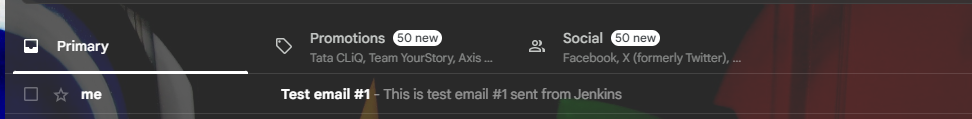 Primary
Promotions 50 new
Tata CLiQ, Team YourStory, Axis ...
Social 50 new
Facebook, X (formerly Twitter), ...
me Test email #1 - This is test email #1 sent from Jenkins